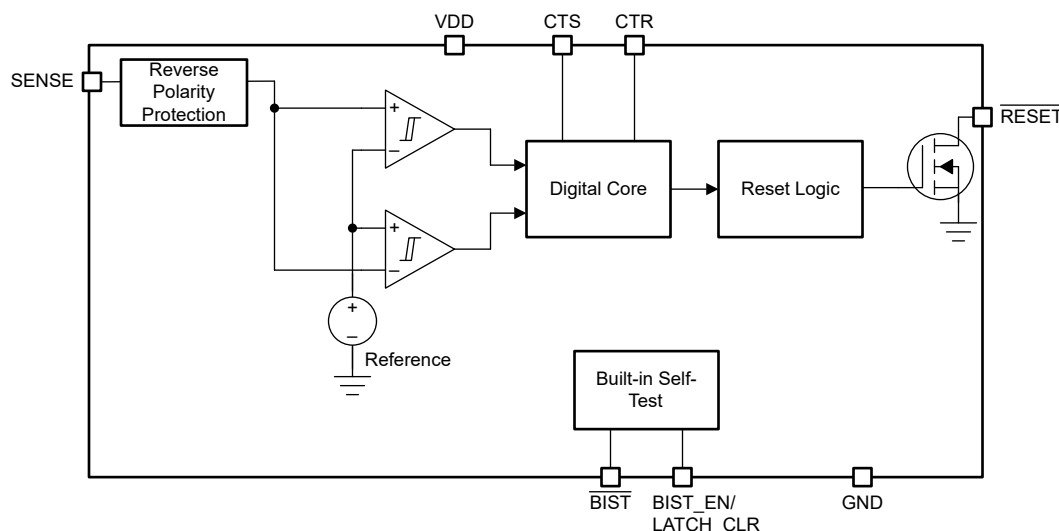 VDD
CTS
CTR
SENSE
Reverse
Polarity
Protection
RESET
+
−
Digital Core
Reset Logic
+
−
+
−
Reference
Built-in Self-
Test
BIST
BIST_EN/
LATCH_CLR
GND